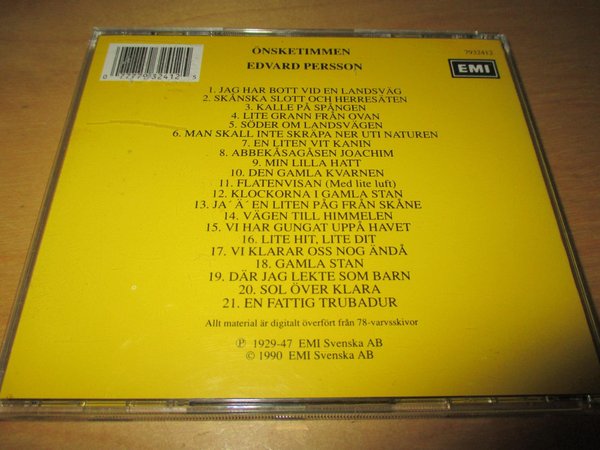 ÖNSKETIMMEN
7932412
EDVARD PERSSON
EMI
0 77779 32412 5
1. JAG HAR BOTT VID EN LANDSVÄG
2. SKÅNSKA SLOTT OCH HERRESÄTEN
3. KALLE PÅ SPÅNGEN
4. LITE GRANN FRÅN OVAN
5. SÖDER OM LANDSVÄGEN
6. MAN SKALL INTE SKRÄPA NER UTI NATUREN
7. EN LITEN VIT KANIN
8. ABBEKÅSAGÅSEN JOACHIM
9. MIN LILLA HATT
10. DEN GAMLA KVARNEN
11. FLATENVISAN (Med lite luft)
12. KLOCKORNA I GAMLA STAN
13. JA´ Ä´ EN LITEN PÅG FRÅN SKÅNE
14. VÄGEN TILL HIMMELEN
15. VI HAR GUNGAT UPPÅ HAVET
16. LITE HIT, LITE DIT
17. VI KLARAR OSS NOG ÄNDÅ
18. GAMLA STAN
19. DÄR JAG LEKTE SOM BARN
20. SOL ÖVER KLARA
21. EN FATTIG TRUBADUR
Allt material är digitalt överfört från 78-varvsskivor
℗ 1929-47 EMI Svenska AB
© 1990 EMI Svenska AB